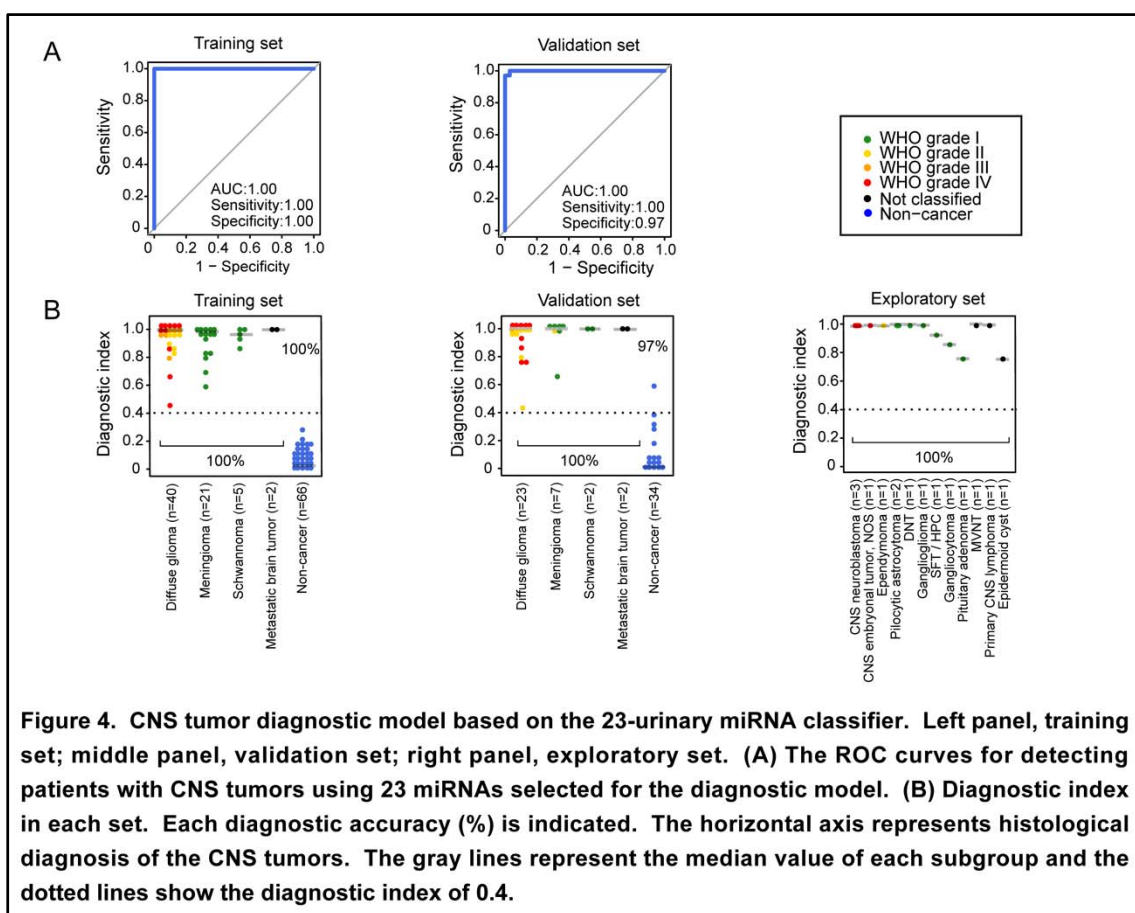 A
Training set
1.0
0.8
0.6
0.4
0.2
0
Sensitivity
AUC:1.00
Sensitivity:1.00
Specificity:1.00
0 0.2 0.4 0.6 0.8 1.0
1 − Specificity
Validation set
1.0
0.8
0.6
0.4
0.2
0
Sensitivity
AUC:1.00
Sensitivity:1.00
Specificity:0.97
0 0.2 0.4 0.6 0.8 1.0
1 − Specificity
WHO grade I
WHO grade II
WHO grade III
WHO grade IV
Not classified
Non−cancer
B
Training set
1.0
0.8
0.6
0.4
0.2
0
Diagnostic index
100%
100%
Diffuse glioma (n=40)
Meningioma (n=21)
Schwannoma (n=5)
Metastatic brain tumor (n=2)
Non-cancer (n=66)
Validation set
1.0
0.8
0.6
0.4
0.2
0
Diagnostic index
97%
100%
Diffuse glioma (n=23)
Meningioma (n=7)
Schwannoma (n=2)
Metastatic brain tumor (n=2)
Non-cancer (n=34)
Exploratory set
1.0
0.8
0.6
0.4
0.2
0
Diagnostic index
100%
CNS neuroblastoma (n=3)
CNS embryonal tumor, NOS (n=1)
Ependymoma (n=1)
Pilocytic astrocytoma (n=2)
DNT (n=1)
Ganglioglioma (n=1)
SFT / HPC (n=1)
Gangliocytoma (n=1)
Pituitary adenoma (n=1)
MVNT (n=1)
Primary CNS lymphoma (n=1)
Epidermoid cyst (n=1)
Figure 4. CNS tumor diagnostic model based on the 23-urinary miRNA classifier. Left panel, training
set; middle panel, validation set; right panel, exploratory set. (A) The ROC curves for detecting
patients with CNS tumors using 23 miRNAs selected for the diagnostic model. (B) Diagnostic index
in each set. Each diagnostic accuracy (%) is indicated. The horizontal axis represents histological
diagnosis of the CNS tumors. The gray lines represent the median value of each subgroup and the
dotted lines show the diagnostic index of 0.4.